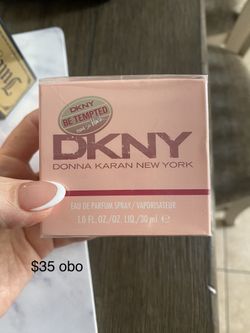 DKNY
BE TEMPTED
DKNY
DONNA KARAN NEW YORK
EAU DE PARFUM SPRAY/VAPORISATEUR
1.0 FL.OZ./OZ.LIQ./30 mL ℮
$35 obo